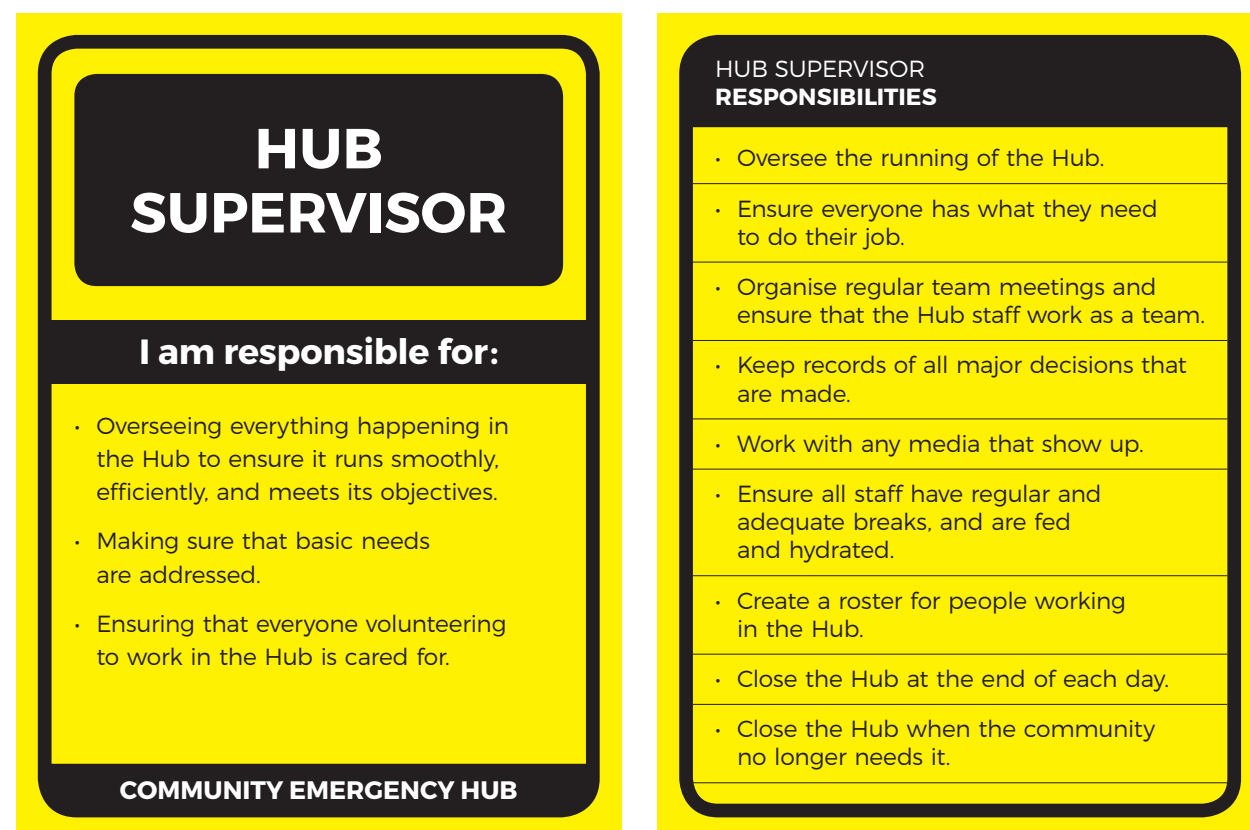 HUB
SUPERVISOR
I am responsible for:
• Overseeing everything happening in
the Hub to ensure it runs smoothly,
efficiently, and meets its objectives.
• Making sure that basic needs
are addressed.
• Ensuring that everyone volunteering
to work in the Hub is cared for.
COMMUNITY EMERGENCY HUB
HUB SUPERVISOR
RESPONSIBILITIES
• Oversee the running of the Hub.
• Ensure everyone has what they need
to do their job.
• Organise regular team meetings and
ensure that the Hub staff work as a team.
• Keep records of all major decisions that
are made.
• Work with any media that show up.
• Ensure all staff have regular and
adequate breaks, and are fed
and hydrated.
• Create a roster for people working
in the Hub.
• Close the Hub at the end of each day.
• Close the Hub when the community
no longer needs it.